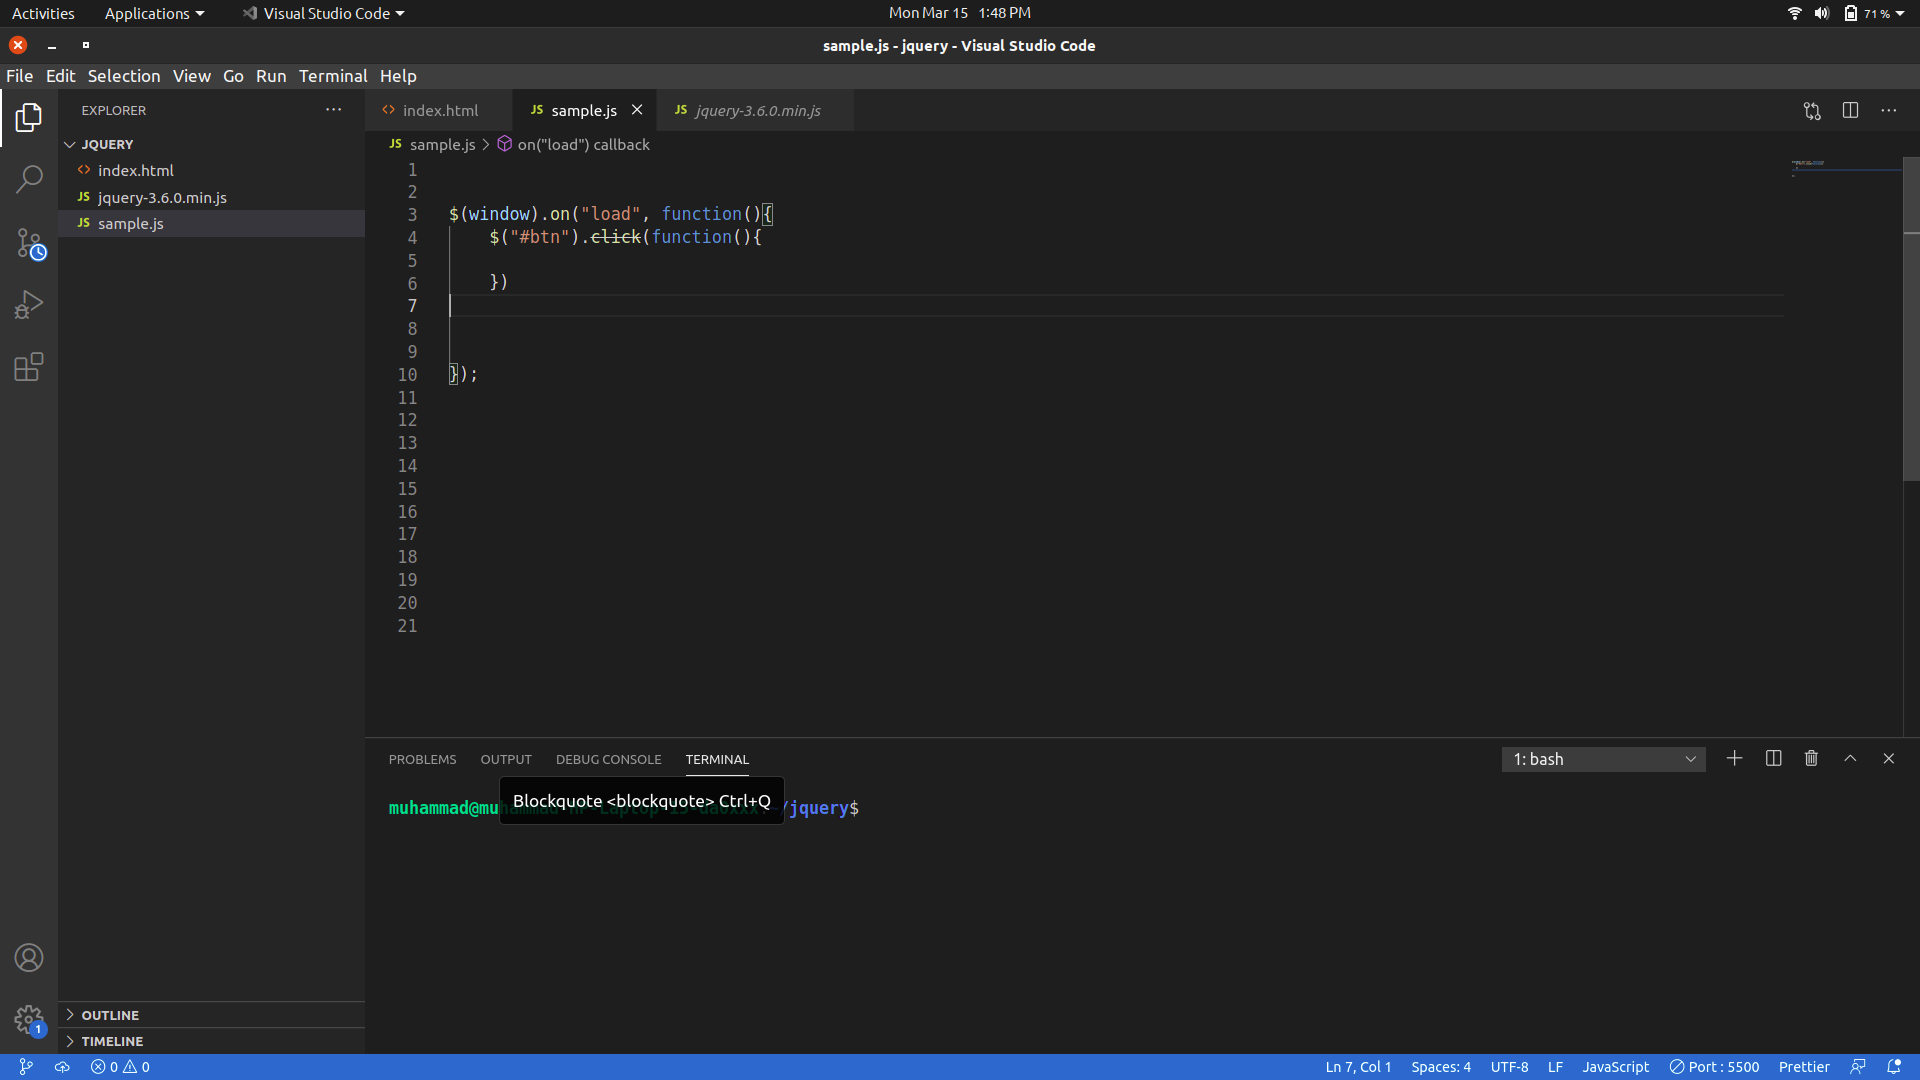 Activities Applications Visual Studio Code Mon Mar 15 1:48 PM 71 %
sample.js - jquery - Visual Studio Code
File Edit Selection View Go Run Terminal Help
EXPLORER
JQUERY
index.html
jquery-3.6.0.min.js
sample.js
OUTLINE
TIMELINE
index.html JS sample.js JS jquery-3.6.0.min.js
JS sample.js > on("load") callback
1
2
3 $(window).on("load", function(){
4     $("#btn").click(function(){
5
6     })
7
8
9
10 });
11
12
13
14
15
16
17
18
19
20
21
PROBLEMS OUTPUT DEBUG CONSOLE TERMINAL 1: bash
Blockquote <blockquote> Ctrl+Q
muhammad@mu /jquery$
1
0 0 Ln 7, Col 1 Spaces: 4 UTF-8 LF JavaScript Port : 5500 Prettier